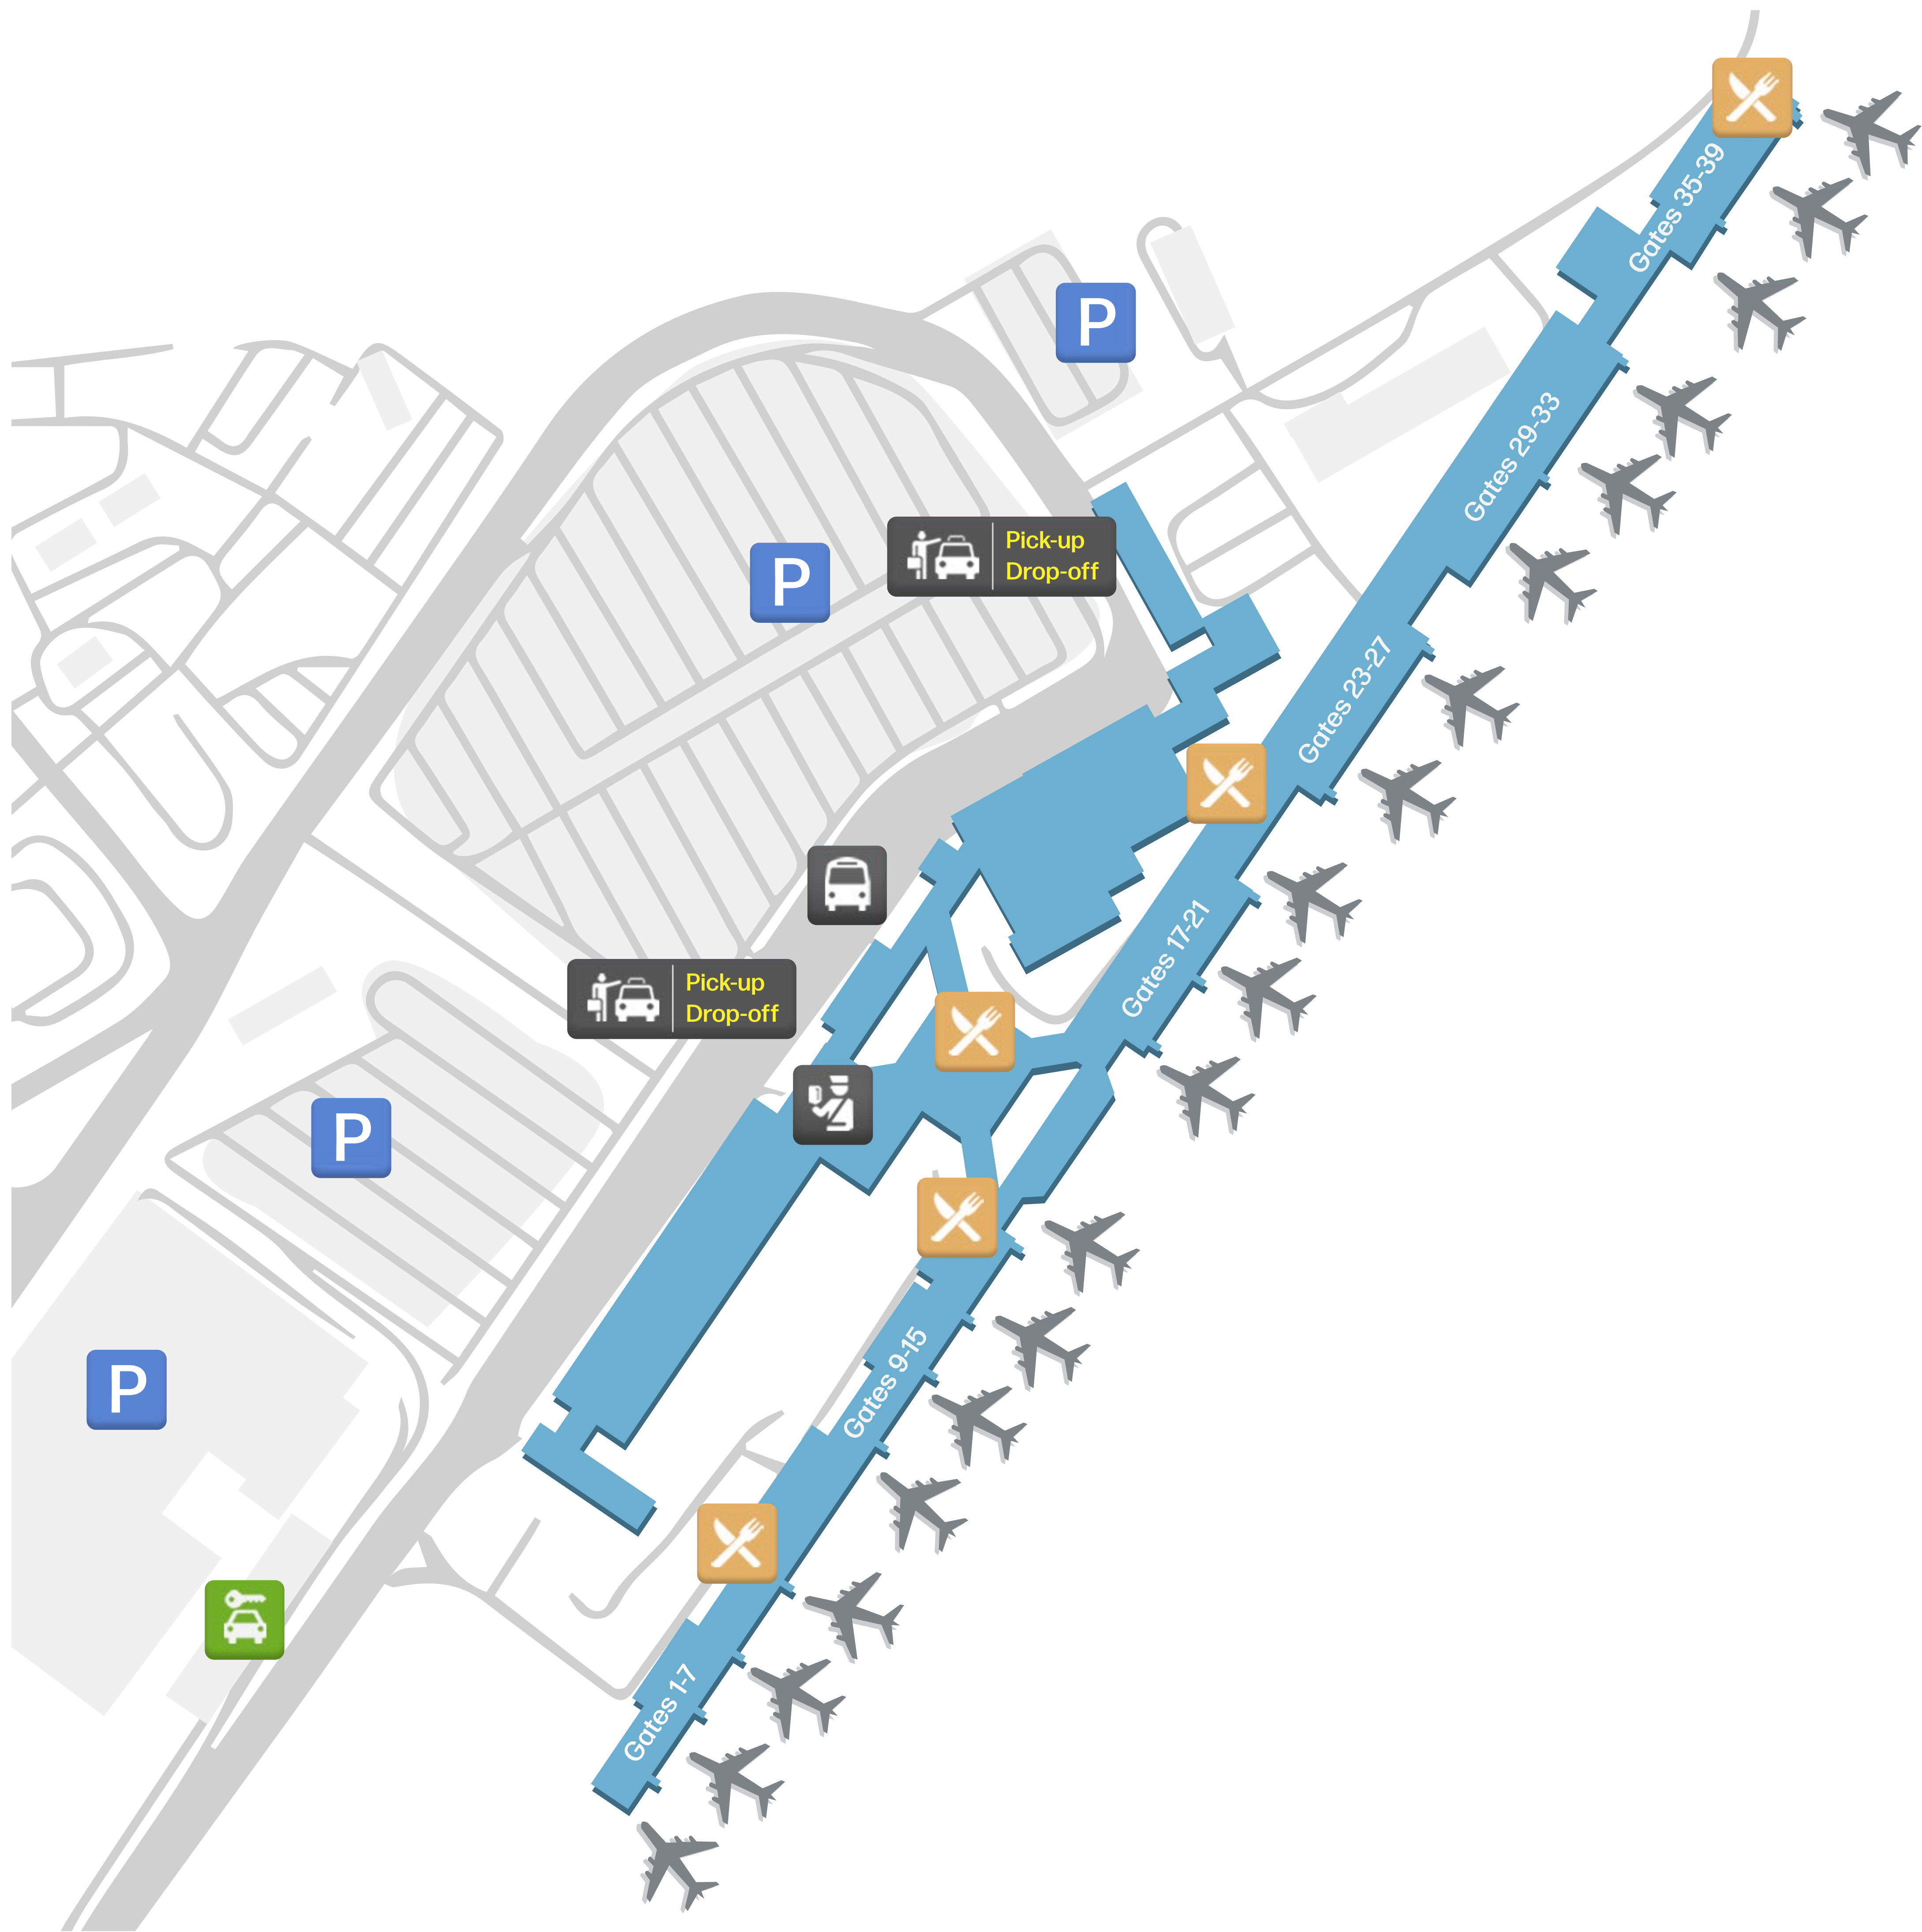 Gates 35-39
P
Gates 29-33
Pick-up
Drop-off
P
Gates 23-27
Gates 17-21
Pick-up
Drop-off
P
Gates 9-15
P
Gates 1-7